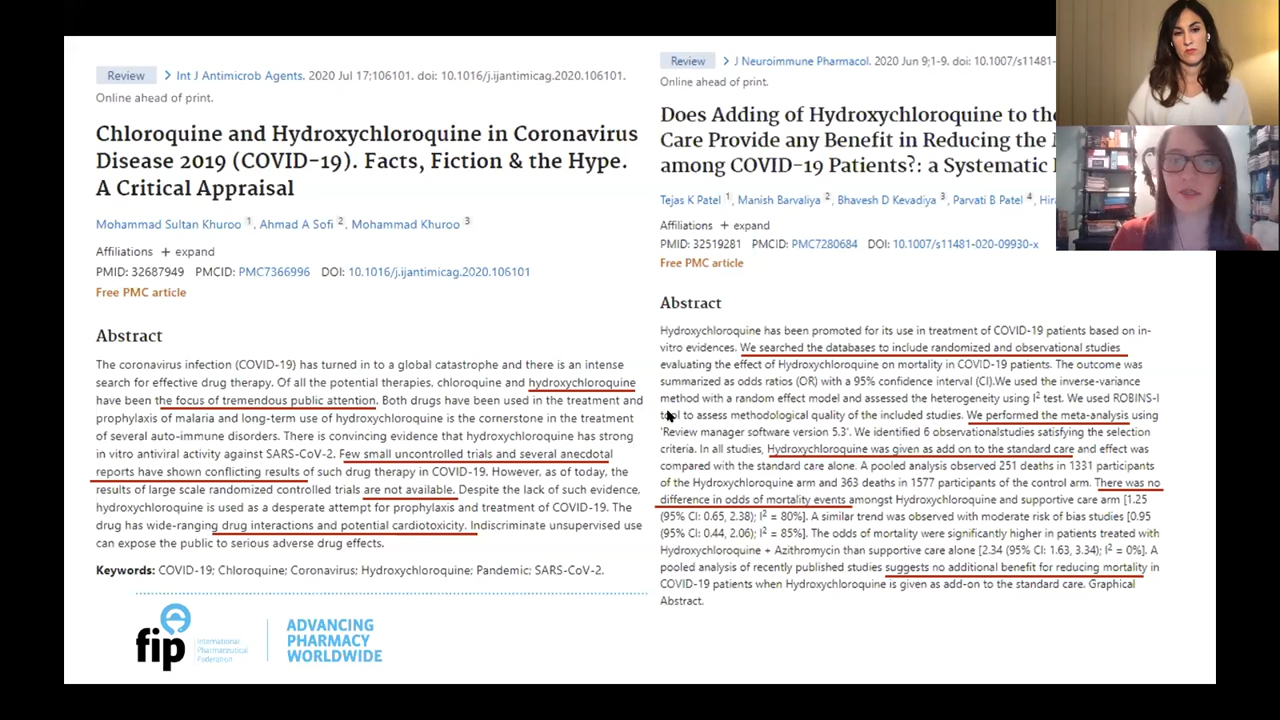 Review > Int J Antimicrob Agents. 2020 Jul 17;106101. doi: 10.1016/j.ijantimicag.2020.106101.
Online ahead of print.
Chloroquine and Hydroxychloroquine in Coronavirus
Disease 2019 (COVID-19). Facts, Fiction & the Hype.
A Critical Appraisal
Mohammad Sultan Khuroo 1, Ahmad A Sofi 2, Mohammad Khuroo 3
Affiliations + expand
PMID: 32687949 PMCID: PMC7366996 DOI: 10.1016/j.ijantimicag.2020.106101
Free PMC article
Abstract
The coronavirus infection (COVID-19) has turned in to a global catastrophe and there is an intense
search for effective drug therapy. Of all the potential therapies, chloroquine and hydroxychloroquine
have been the focus of tremendous public attention. Both drugs have been used in the treatment and
prophylaxis of malaria and long-term use of hydroxychloroquine is the cornerstone in the treatment
of several auto-immune disorders. There is convincing evidence that hydroxychloroquine has strong
in vitro antiviral activity against SARS-CoV-2. Few small uncontrolled trials and several anecdotal
reports have shown conflicting results of such drug therapy in COVID-19. However, as of today, the
results of large scale randomized controlled trials are not available. Despite the lack of such evidence,
hydroxychloroquine is used as a desperate attempt for prophylaxis and treatment of COVID-19. The
drug has wide-ranging drug interactions and potential cardiotoxicity. Indiscriminate unsupervised use
can expose the public to serious adverse drug effects.
Keywords: COVID-19; Chloroquine; Coronavirus; Hydroxychloroquine; Pandemic; SARS-CoV-2.
fip
International
Pharmaceutical
Federation
ADVANCING
PHARMACY
WORLDWIDE
Review > J Neuroimmune Pharmacol. 2020 Jun 9;1-9. doi: 10.1007/s11481-
Online ahead of print.
Does Adding of Hydroxychloroquine to the
Care Provide any Benefit in Reducing the
among COVID-19 Patients?: a Systematic
Tejas K Patel 1, Manish Barvaliya 2, Bhavesh D Kevadiya 3, Parvati B Patel 4, Hir
Affiliations + expand
PMID: 32519281 PMCID: PMC7280684 DOI: 10.1007/s11481-020-09930-x
Free PMC article
Abstract
Hydroxychloroquine has been promoted for its use in treatment of COVID-19 patients based on in-
vitro evidences. We searched the databases to include randomized and observational studies
evaluating the effect of Hydroxychloroquine on mortality in COVID-19 patients. The outcome was
summarized as odds ratios (OR) with a 95% confidence interval (CI).We used the inverse-variance
method with a random effect model and assessed the heterogeneity using I2 test. We used ROBINS-I
tool to assess methodological quality of the included studies. We performed the meta-analysis using
'Review manager software version 5.3'. We identified 6 observationalstudies satisfying the selection
criteria. In all studies, Hydroxychloroquine was given as add on to the standard care and effect was
compared with the standard care alone. A pooled analysis observed 251 deaths in 1331 participants
of the Hydroxychloroquine arm and 363 deaths in 1577 participants of the control arm. There was no
difference in odds of mortality events amongst Hydroxychloroquine and supportive care arm [1.25
(95% CI: 0.65, 2.38); I2 = 80%]. A similar trend was observed with moderate risk of bias studies [0.95
(95% CI: 0.44, 2.06); I2 = 85%]. The odds of mortality were significantly higher in patients treated with
Hydroxychloroquine + Azithromycin than supportive care alone [2.34 (95% CI: 1.63, 3.34); I2 = 0%]. A
pooled analysis of recently published studies suggests no additional benefit for reducing mortality in
COVID-19 patients when Hydroxychloroquine is given as add-on to the standard care. Graphical
Abstract.